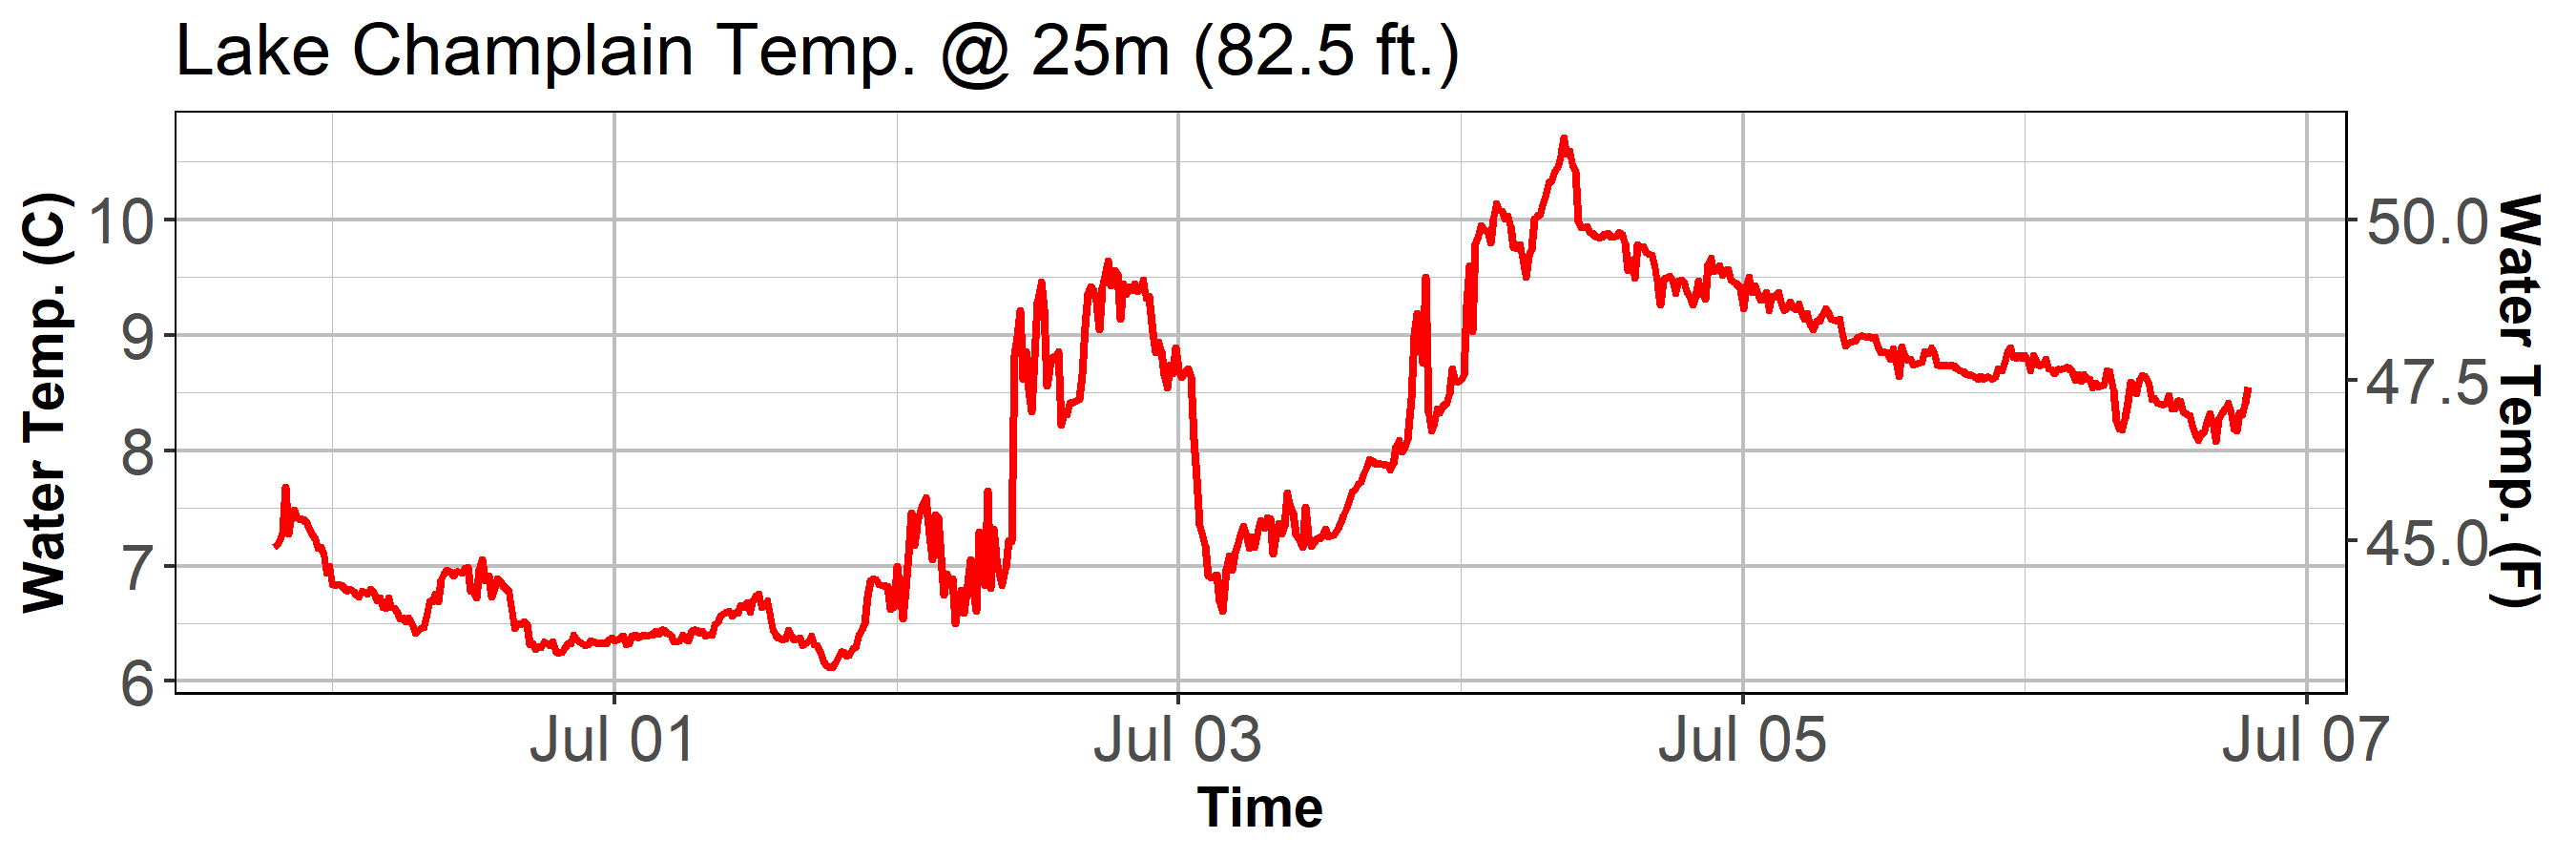 Lake Champlain Temp. @ 25m (82.5 ft.)
Water Temp. (C)
10
9
8
7
6
50.0
47.5
45.0
Water Temp. (F)
Jul 01
Jul 03
Jul 05
Jul 07
Time